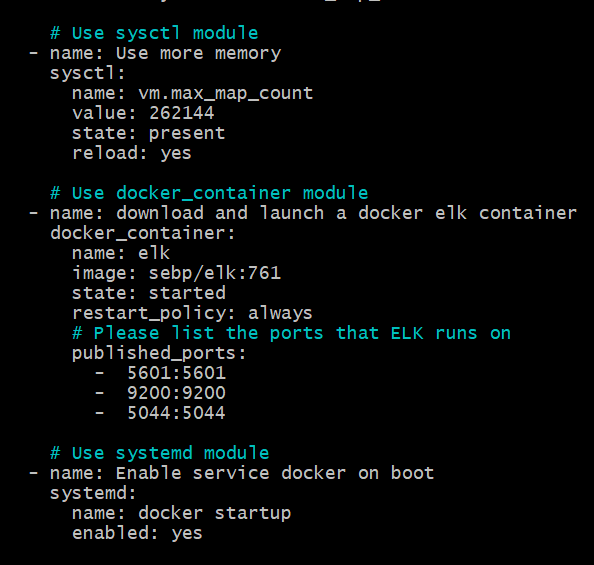 # Use sysctl module
- name: Use more memory
sysctl:
name: vm.max_map_count
value: 262144
state: present
reload: yes
# Use docker_container module
- name: download and launch a docker elk container
docker_container:
name: elk
image: sebp/elk:761
state: started
restart_policy: always
# Please list the ports that ELK runs on
published_ports:
- 5601:5601
- 9200:9200
- 5044:5044
# Use systemd module
- name: Enable service docker on boot
systemd:
name: docker startup
enabled: yes